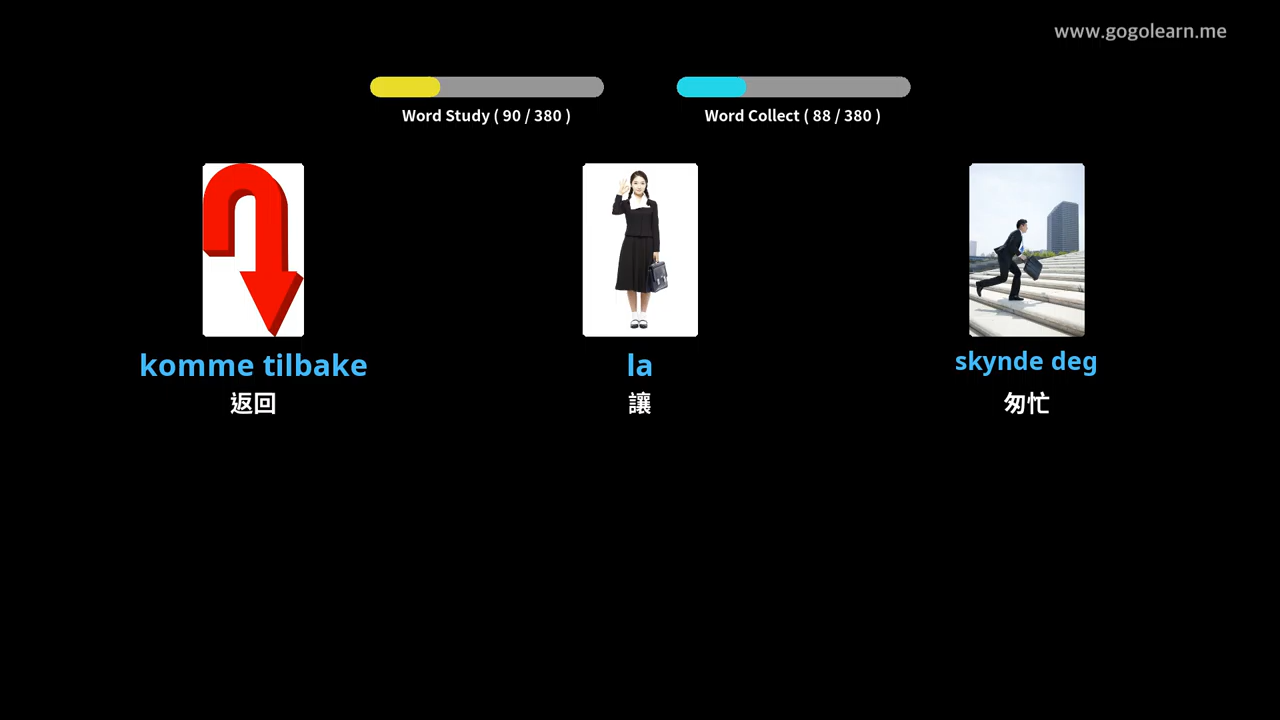 www.gogolearn.me
Word Study ( 90 / 380 )
Word Collect ( 88 / 380 )
komme tilbake
la
skynde deg
返回
讓
匆忙